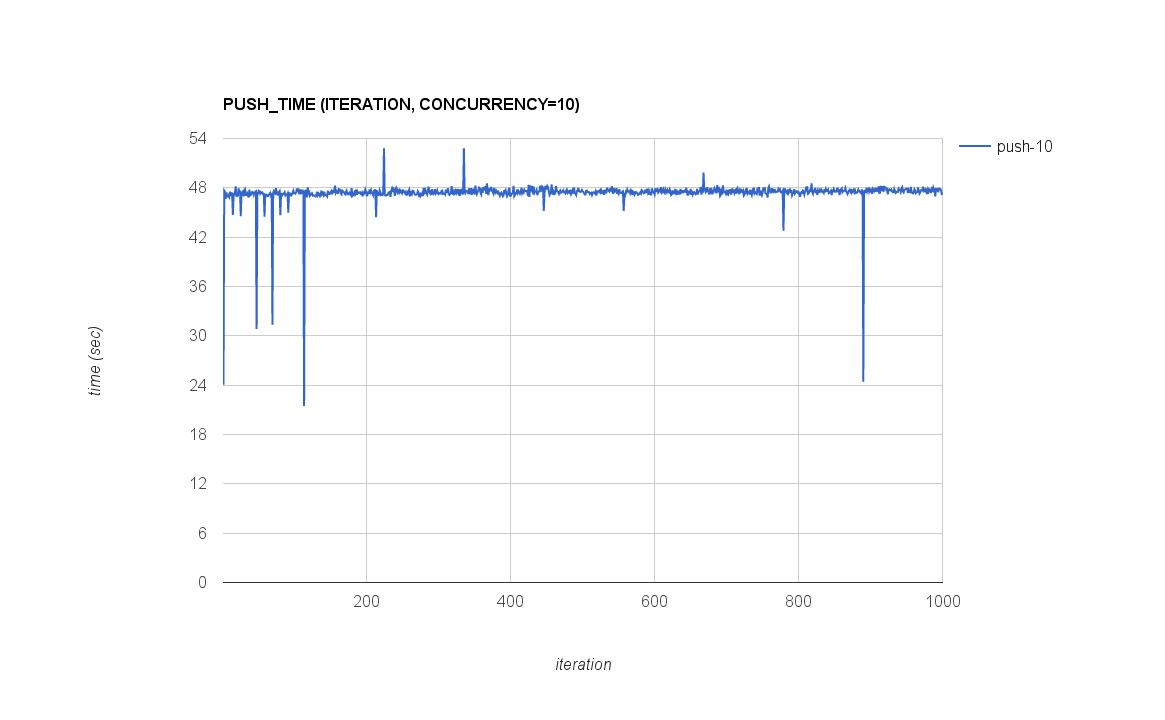 PUSH_TIME (ITERATION, CONCURRENCY=10)
54
push-10
48
42
36
30
time (sec)
24
18
12
6
0
200 400 600 800 1000
iteration